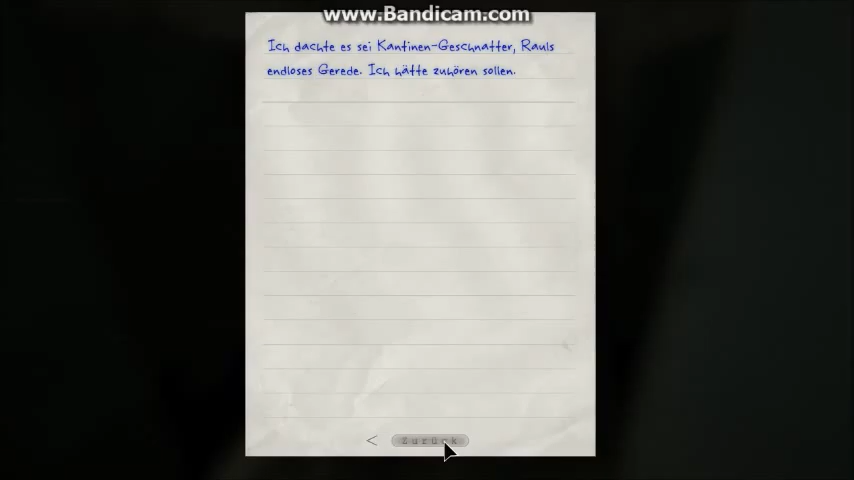 www.Bandicam.com
Ich dachte es sei Kantinen-Geschnatter, Rauls
endloses Gerede. Ich hätte zuhören sollen.
< Zurück